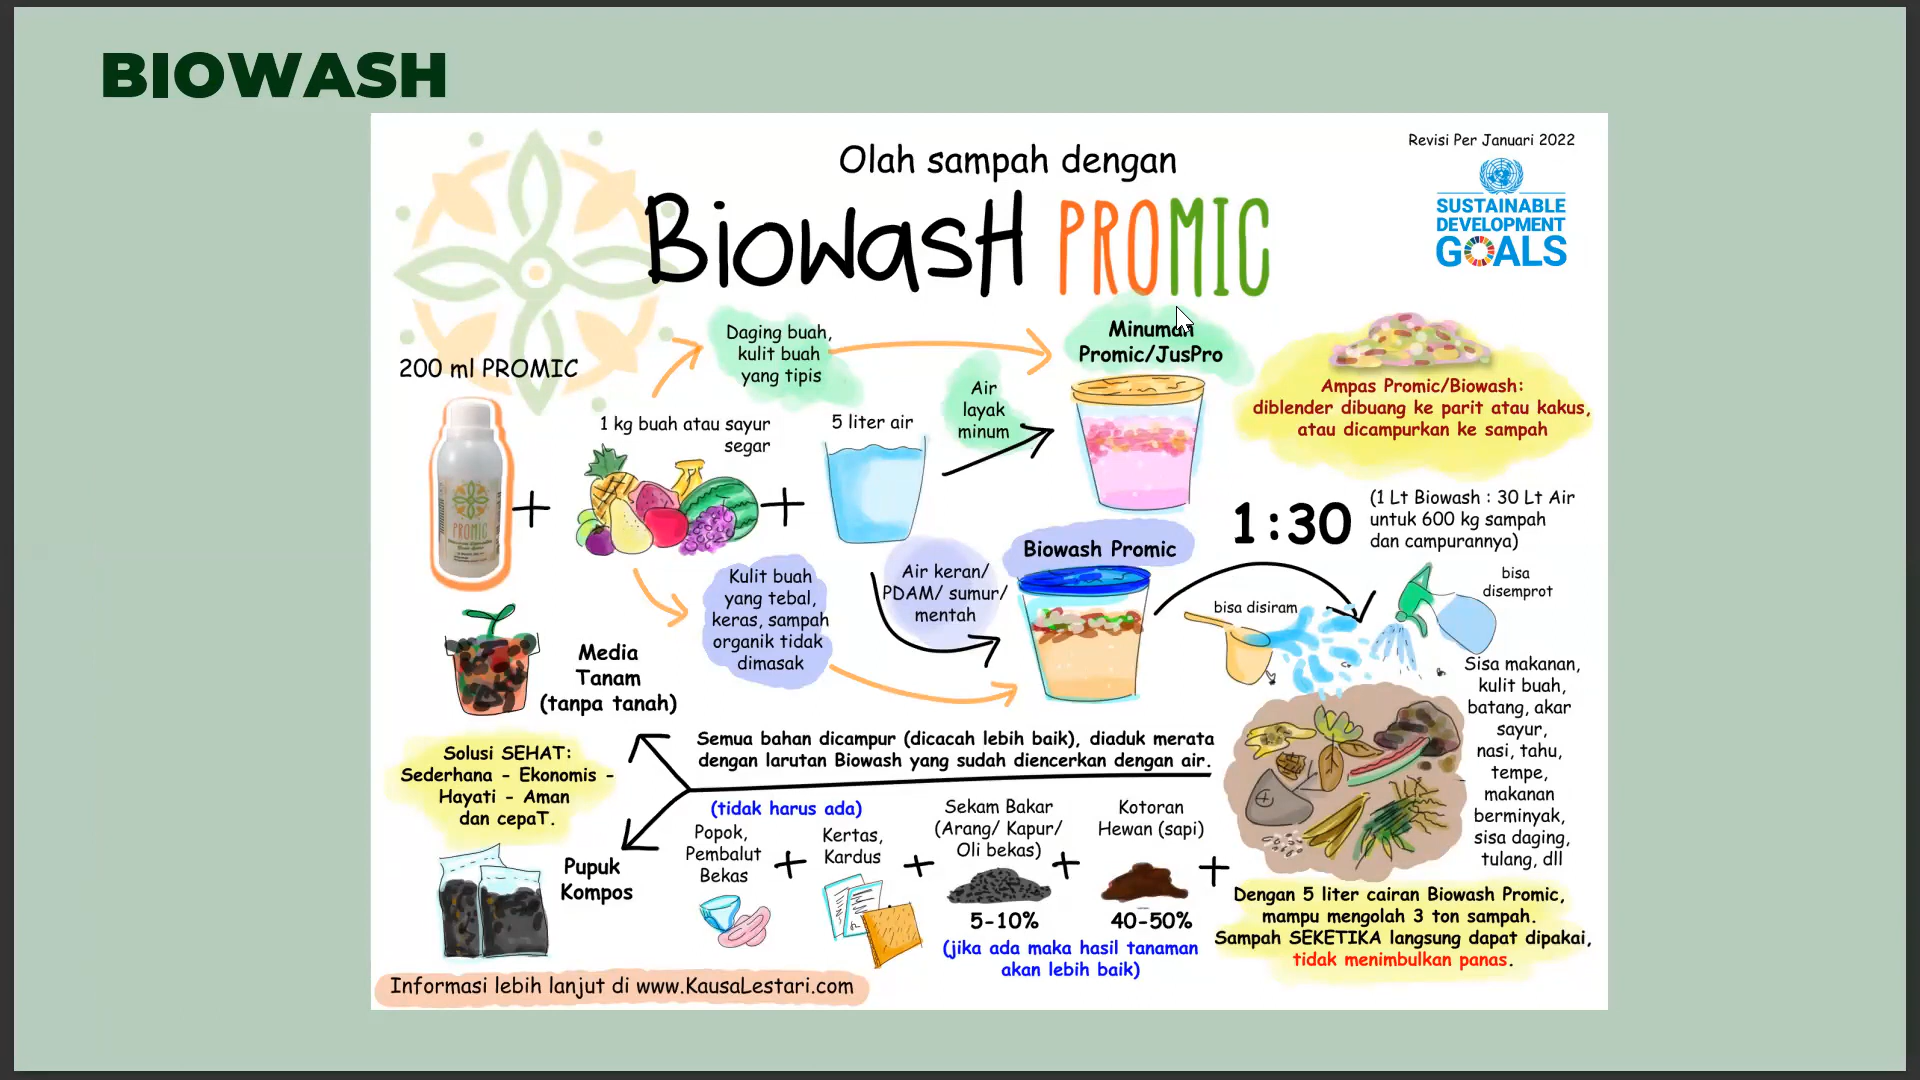 BIOWASH
Revisi Per Januari 2022
Olah sampah dengan
BiowasH PROMIC
SUSTAINABLE
DEVELOPMENT
GOALS
200 ml PROMIC
PROMIC
1 kg buah atau sayur
segar
5 liter air
Daging buah,
kulit buah
yang tipis
Air
layak
minum
Minuman
Promic/JusPro
Ampas Promic/Biowash:
diblender dibuang ke parit atau kakus,
atau dicampurkan ke sampah
Kulit buah
yang tebal,
keras, sampah
organik tidak
dimasak
Air keran/
PDAM/ sumur/
mentah
Biowash Promic
1:30
(1 Lt Biowash : 30 Lt Air
untuk 600 kg sampah
dan campurannya)
bisa disiram
bisa
disemprot
Sisa makanan,
kulit buah,
batang, akar
sayur,
nasi, tahu,
tempe,
makanan
berminyak,
sisa daging,
tulang, dll
Media
Tanam
(tanpa tanah)
Semua bahan dicampur (dicacah lebih baik), diaduk merata
dengan larutan Biowash yang sudah diencerkan dengan air.
Solusi SEHAT:
Sederhana - Ekonomis -
Hayati - Aman
dan cepaT.
Pupuk
Kompos
(tidak harus ada)
Popok,
Pembalut
Bekas
Kertas,
Kardus
Sekam Bakar
(Arang/ Kapur/
Oli bekas)
5-10%
Kotoran
Hewan (sapi)
40-50%
(jika ada maka hasil tanaman
akan lebih baik)
Dengan 5 liter cairan Biowash Promic,
mampu mengolah 3 ton sampah.
Sampah SEKETIKA langsung dapat dipakai,
tidak menimbulkan panas.
Informasi lebih lanjut di www.KausaLestari.com